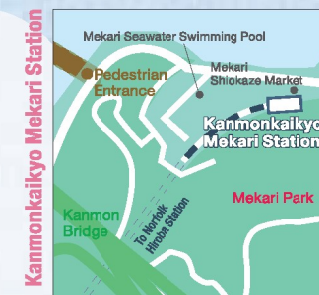 Kanmonkaikyo Mekari Station
Mekari Seawater Swimming Pool
Pedestrian
Entrance
Mekari
Shiokaze Market
Kanmonkaikyo
Mekari Station
Mekari Park
Kanmon
Bridge
To Norfolk
Hiroba Station